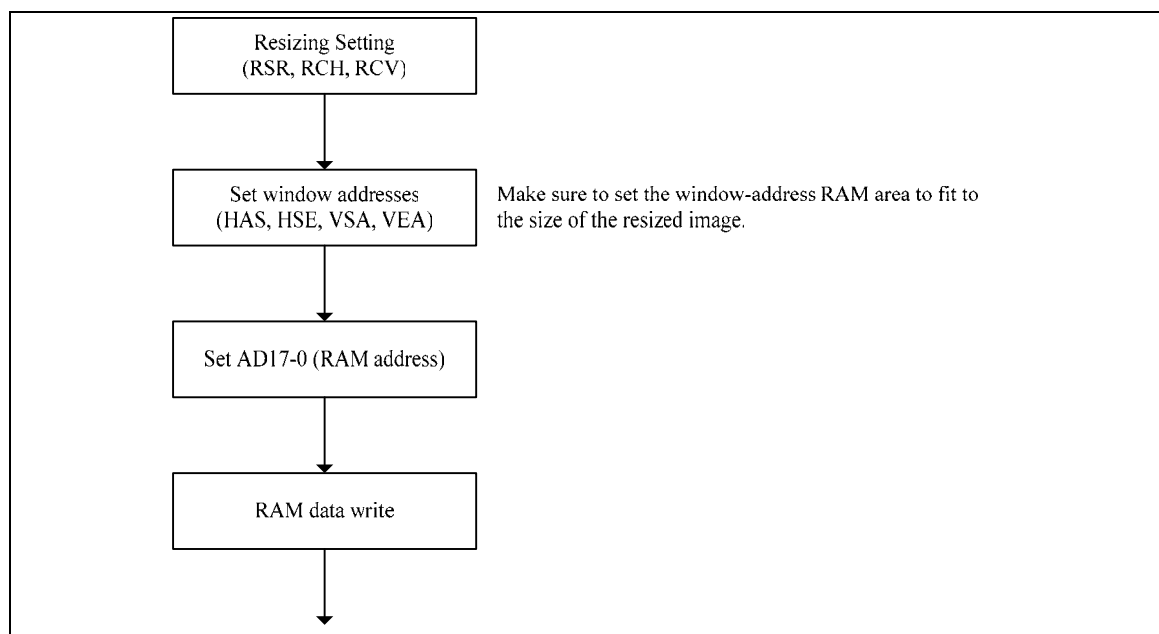 Resizing Setting
(RSR, RCH, RCV)
Set window addresses
(HAS, HSE, VSA, VEA)
Make sure to set the window-address RAM area to fit to
the size of the resized image.
Set AD17-0 (RAM address)
RAM data write